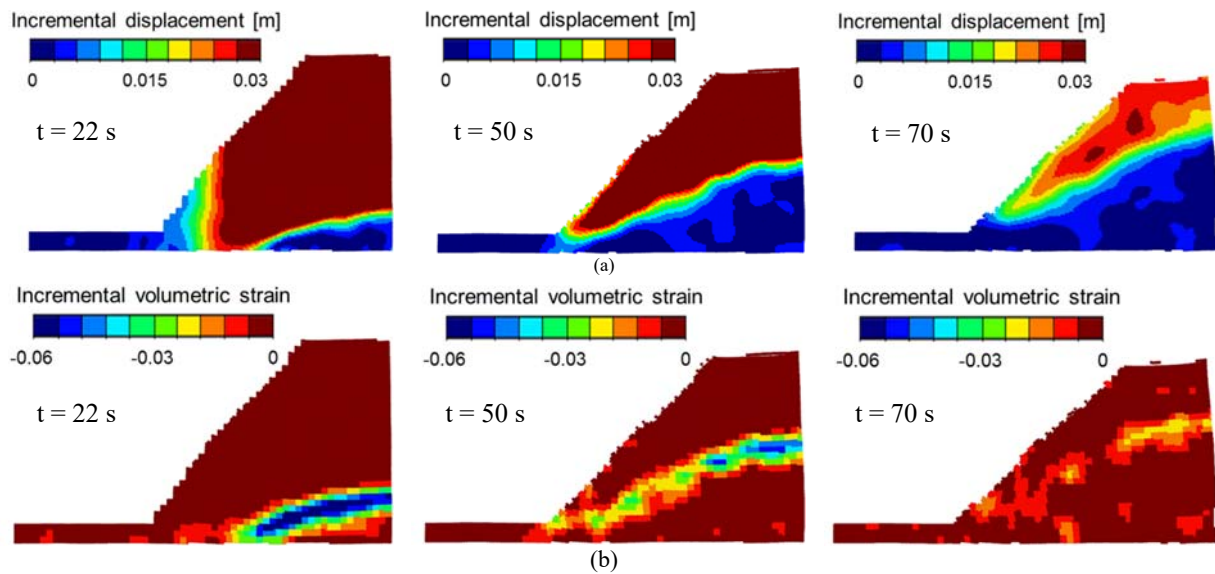 Incremental displacement [m]
0 0.015 0.03
t = 22 s
Incremental displacement [m]
0 0.015 0.03
t = 50 s
Incremental displacement [m]
0 0.015 0.03
t = 70 s
(a)
Incremental volumetric strain
-0.06 -0.03 0
t = 22 s
Incremental volumetric strain
-0.06 -0.03 0
t = 50 s
Incremental volumetric strain
-0.06 -0.03 0
t = 70 s
(b)